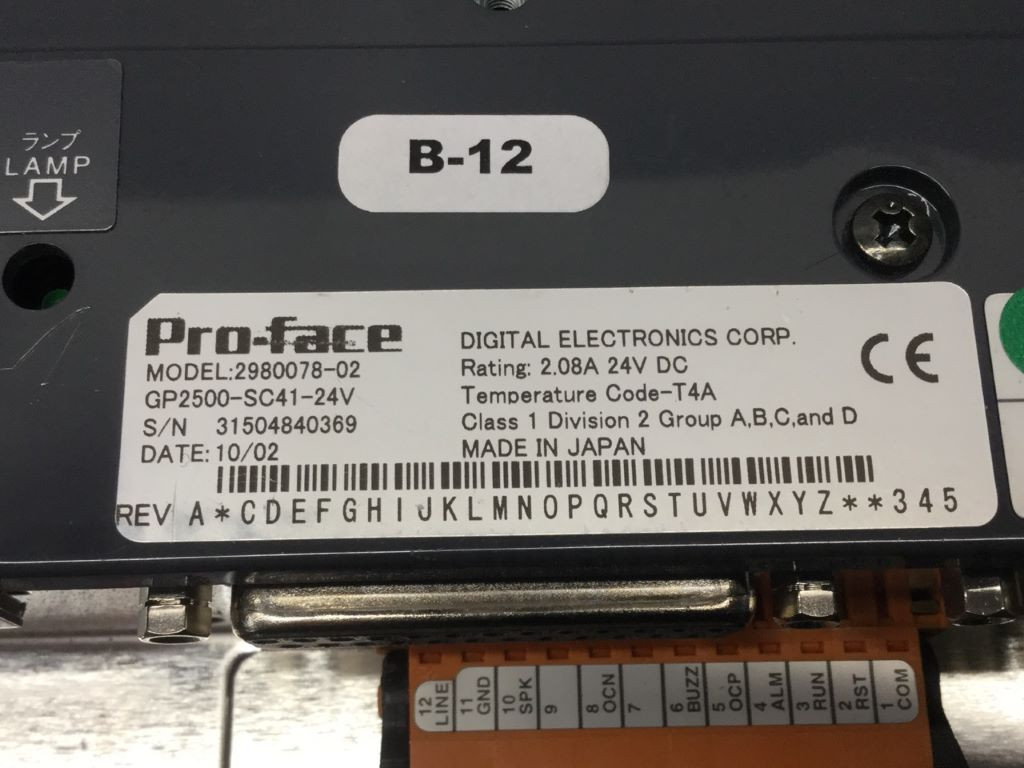 ランプ
LAMP
B-12
Pro-face
MODEL:2980078-02
GP2500-SC41-24V
S/N 31504840369
DATE: 10/02
DIGITAL ELECTRONICS CORP.
Rating: 2.08A 24V DC
Temperature Code-T4A
Class 1 Division 2 Group A,B,C,and D
MADE IN JAPAN
CE
REV A*CDEFGHIJKLMNOPQRSTUVWXYZ**345
12 LINE
11 GND
10 SPK
9
8 OCN
7
6 BUZZ
5 OCP
4 ALM
3 RUN
2 RST
1 COM